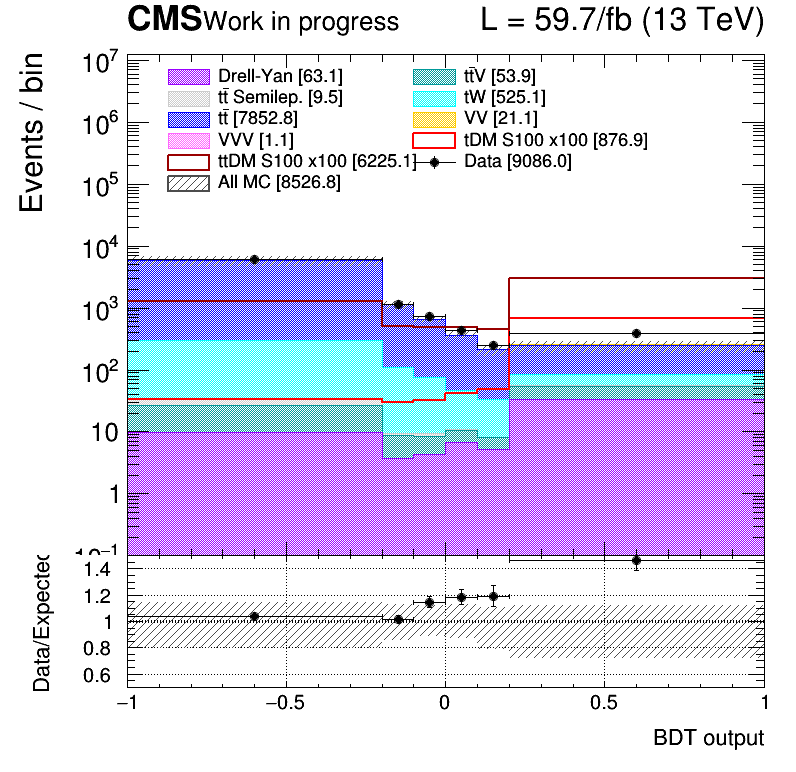 CMS Work in progress L = 59.7/fb (13 TeV)
Events / bin
10⁷
10⁶
10⁵
10⁴
10³
10²
10
1
10⁻¹
Drell-Yan [63.1] tt̄V [53.9]
tt̄ Semilep. [9.5] tW [525.1]
tt̄ [7852.8] VV [21.1]
VVV [1.1] tDM S100 x100 [876.9]
ttDM S100 x100 [6225.1] Data [9086.0]
All MC [8526.8]
Data/Expected
1.4
1.2
1
0.8
0.6
−1 −0.5 0 0.5 1
BDT output